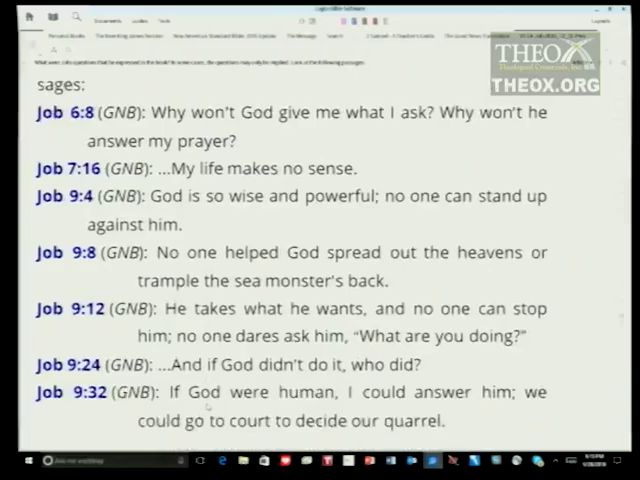 Documents Guides Tools Layouts
THEOX
THEOX.ORG
sages:
Job 6:8 (GNB): Why won't God give me what I ask? Why won't he
answer my prayer?
Job 7:16 (GNB): ...My life makes no sense.
Job 9:4 (GNB): God is so wise and powerful; no one can stand up
against him.
Job 9:8 (GNB): No one helped God spread out the heavens or
trample the sea monster's back.
Job 9:12 (GNB): He takes what he wants, and no one can stop
him; no one dares ask him, “What are you doing?”
Job 9:24 (GNB): ...And if God didn't do it, who did?
Job 9:32 (GNB): If God were human, I could answer him; we
could go to court to decide our quarrel.